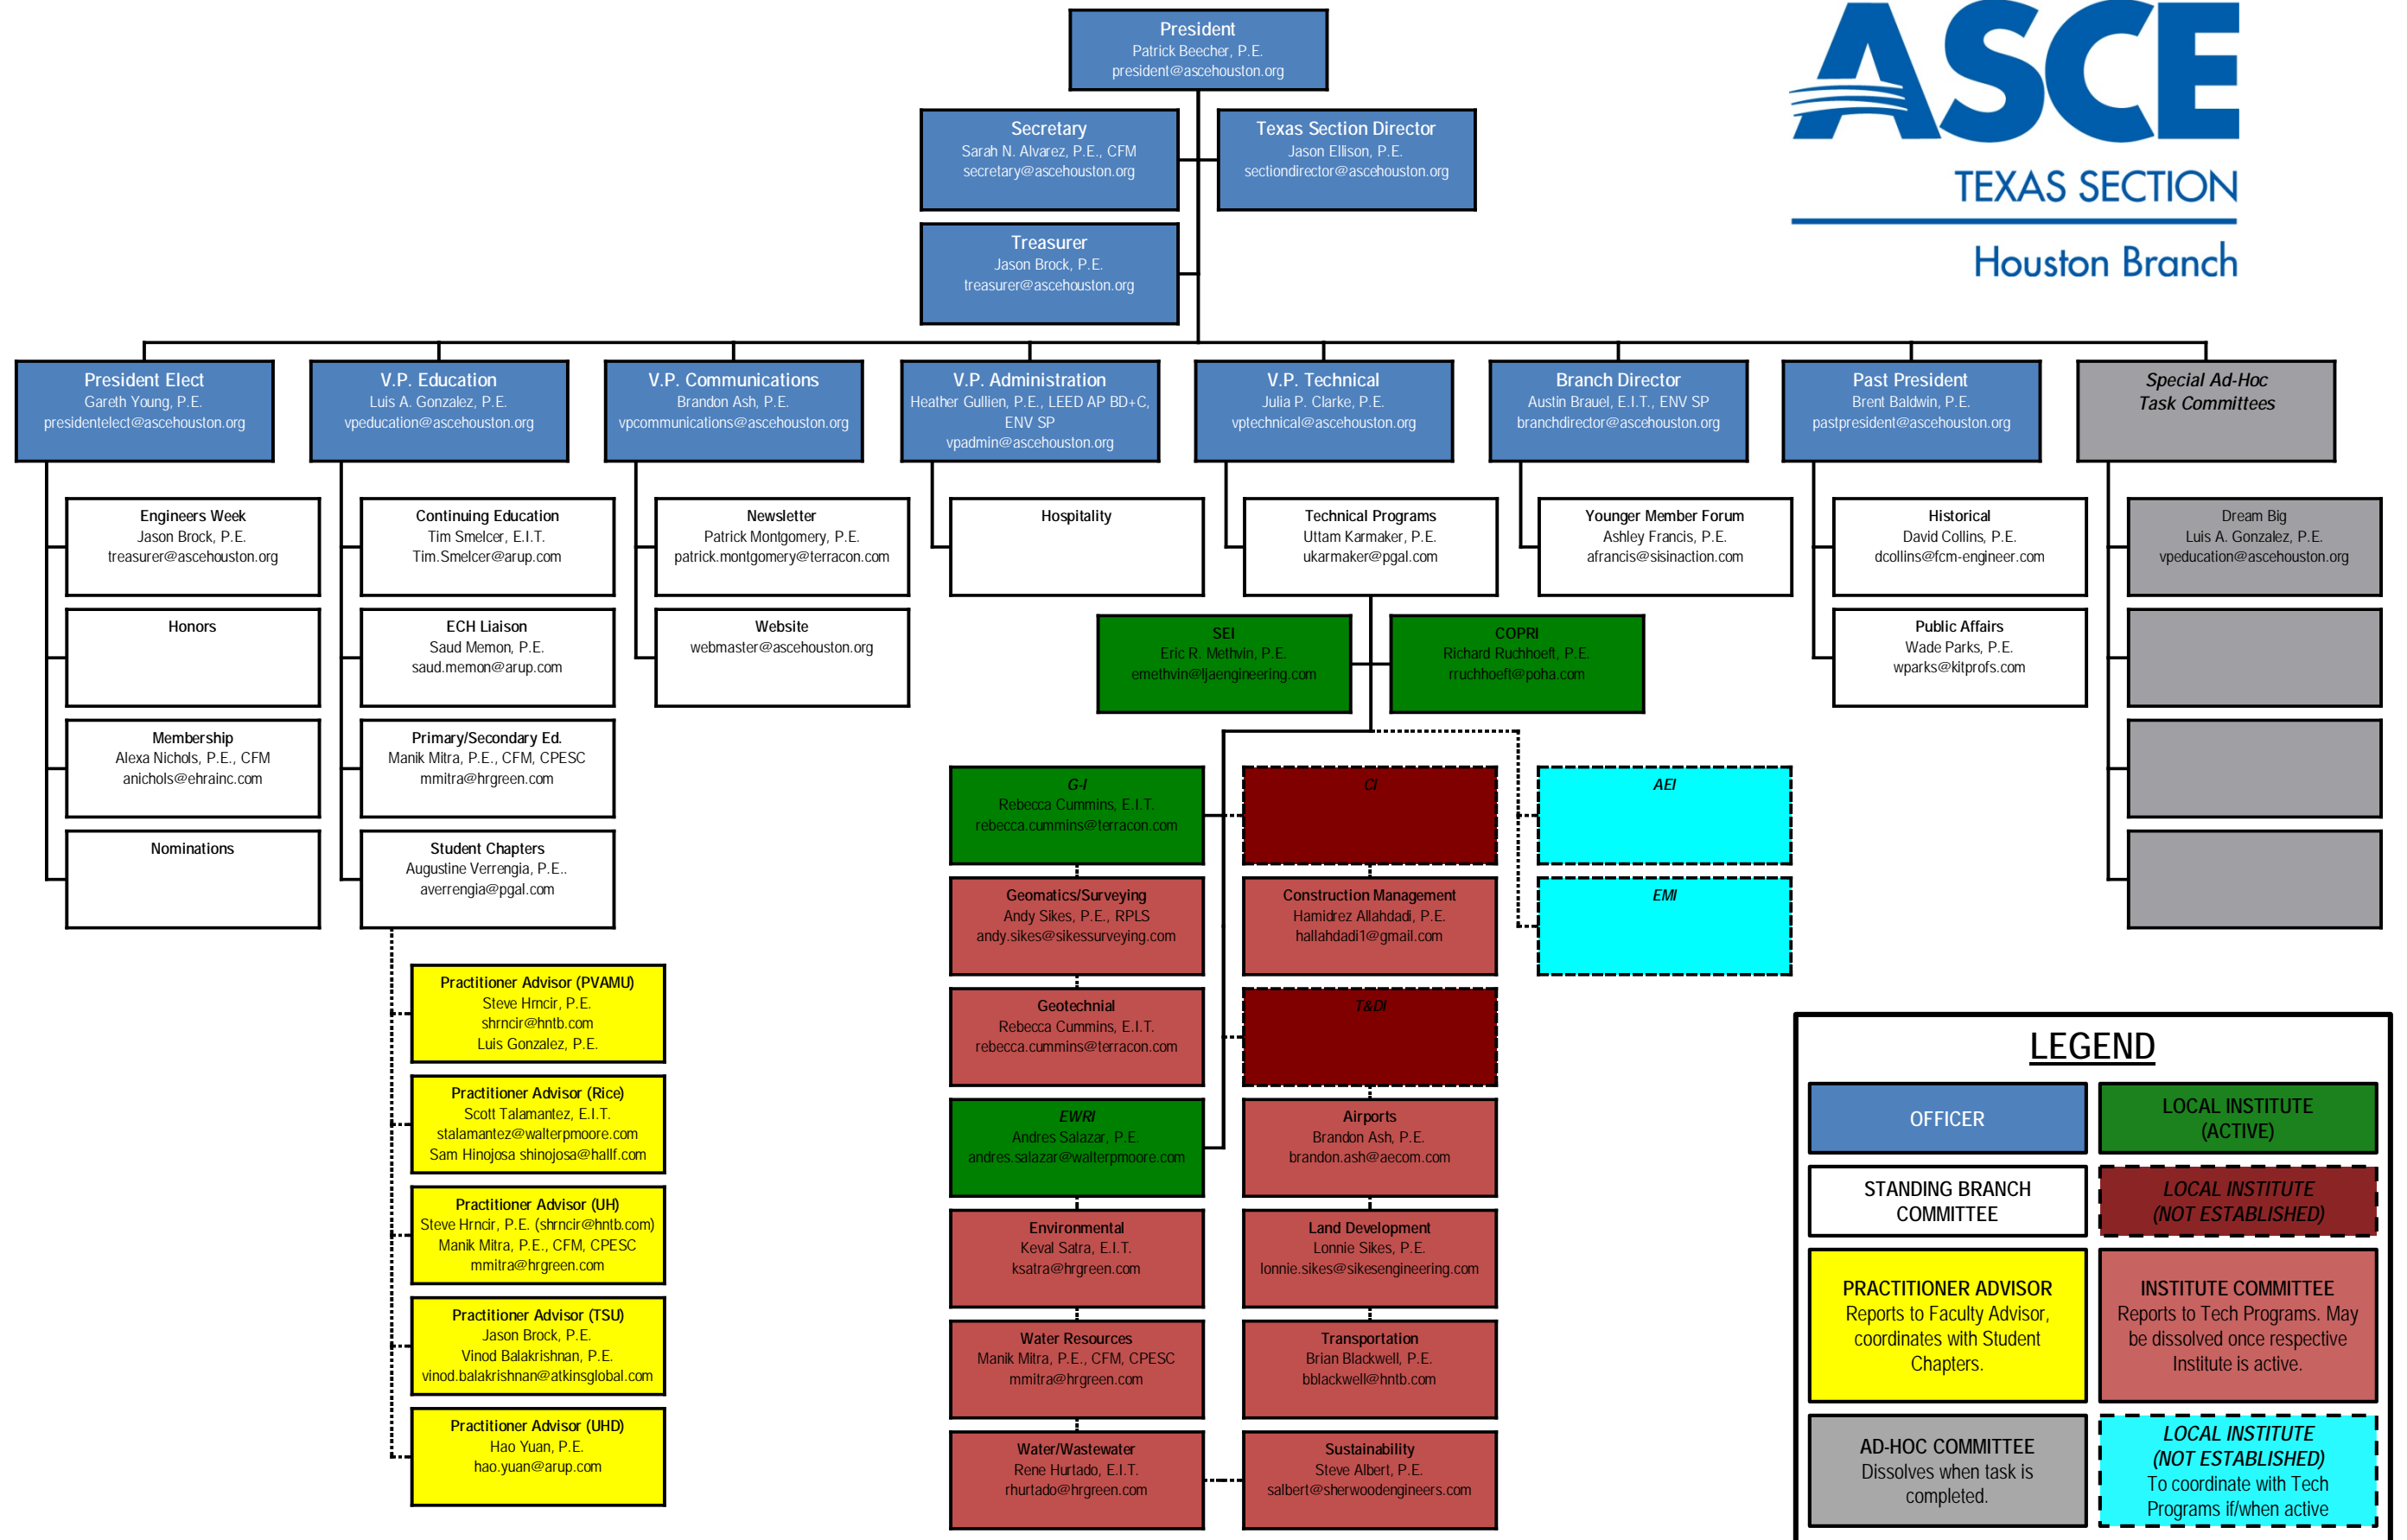 President
Patrick Beecher, P.E.
president@ascehouston.org
ASCE
TEXAS SECTION
Houston Branch
Secretary
Sarah N. Alvarez, P.E., CFM
secretary@ascehouston.org
Texas Section Director
Jason Ellison, P.E.
sectiondirector@ascehouston.org
Treasurer
Jason Brock, P.E.
treasurer@ascehouston.org
President Elect
Gareth Young, P.E.
presidentelect@ascehouston.org
V.P. Education
Luis A. Gonzalez, P.E.
vpeducation@ascehouston.org
V.P. Communications
Brandon Ash, P.E.
vpcommunications@ascehouston.org
V.P. Administration
Heather Gullien, P.E., LEED AP BD+C,
ENV SP
vpadmin@ascehouston.org
V.P. Technical
Julia P. Clarke, P.E.
vptechnical@ascehouston.org
Branch Director
Austin Brauel, E.I.T., ENV SP
branchdirector@ascehouston.org
Past President
Brent Baldwin, P.E.
pastpresident@ascehouston.org
Special Ad-Hoc
Task Committees
Engineers Week
Jason Brock, P.E.
treasurer@ascehouston.org
Continuing Education
Tim Smelcer, E.I.T.
Tim.Smelcer@arup.com
Newsletter
Patrick Montgomery, P.E.
patrick.montgomery@terracon.com
Hospitality
Technical Programs
Uttam Karmaker, P.E.
ukarmaker@pgal.com
Younger Member Forum
Ashley Francis, P.E.
afrancis@sisinaction.com
Historical
David Collins, P.E.
dcollins@fcm-engineer.com
Dream Big
Luis A. Gonzalez, P.E.
vpeducation@ascehouston.org
Honors
ECH Liaison
Saud Memon, P.E.
saud.memon@arup.com
Website
webmaster@ascehouston.org
SEI
Eric R. Methvin, P.E.
emethvin@ljaengineering.com
COPRI
Richard Ruchhoeft, P.E.
rruchhoeft@poha.com
Public Affairs
Wade Parks, P.E.
wparks@kitprofs.com
Membership
Alexa Nichols, P.E., CFM
anichols@ehrainc.com
Primary/Secondary Ed.
Manik Mitra, P.E., CFM, CPESC
mmitra@hrgreen.com
G-I
Rebecca Cummins, E.I.T.
rebecca.cummins@terracon.com
CI
AEI
Nominations
Student Chapters
Augustine Verrengia, P.E..
averrengia@pgal.com
Geomatics/Surveying
Andy Sikes, P.E., RPLS
andy.sikes@sikessurveying.com
Construction Management
Hamidrez Allahdadi, P.E.
hallahdadi1@gmail.com
EMI
Practitioner Advisor (PVAMU)
Steve Hrncir, P.E.
shrncir@hntb.com
Luis Gonzalez, P.E.
Geotechnial
Rebecca Cummins, E.I.T.
rebecca.cummins@terracon.com
T&DI
Practitioner Advisor (Rice)
Scott Talamantez, E.I.T.
stalamantez@walterpmoore.com
Sam Hinojosa shinojosa@hallf.com
EWRI
Andres Salazar, P.E.
andres.salazar@walterpmoore.com
Airports
Brandon Ash, P.E.
brandon.ash@aecom.com
Practitioner Advisor (UH)
Steve Hrncir, P.E. (shrncir@hntb.com)
Manik Mitra, P.E., CFM, CPESC
mmitra@hrgreen.com
Environmental
Keval Satra, E.I.T.
ksatra@hrgreen.com
Land Development
Lonnie Sikes, P.E.
lonnie.sikes@sikesengineering.com
Practitioner Advisor (TSU)
Jason Brock, P.E.
Vinod Balakrishnan, P.E.
vinod.balakrishnan@atkinsglobal.com
Water Resources
Manik Mitra, P.E., CFM, CPESC
mmitra@hrgreen.com
Transportation
Brian Blackwell, P.E.
bblackwell@hntb.com
Practitioner Advisor (UHD)
Hao Yuan, P.E.
hao.yuan@arup.com
Water/Wastewater
Rene Hurtado, E.I.T.
rhurtado@hrgreen.com
Sustainability
Steve Albert, P.E.
salbert@sherwoodengineers.com
LEGEND
OFFICER
LOCAL INSTITUTE
(ACTIVE)
STANDING BRANCH
COMMITTEE
LOCAL INSTITUTE
(NOT ESTABLISHED)
PRACTITIONER ADVISOR
Reports to Faculty Advisor,
coordinates with Student
Chapters.
INSTITUTE COMMITTEE
Reports to Tech Programs. May
be dissolved once respective
Institute is active.
AD-HOC COMMITTEE
Dissolves when task is
completed.
LOCAL INSTITUTE
(NOT ESTABLISHED)
To coordinate with Tech
Programs if/when active